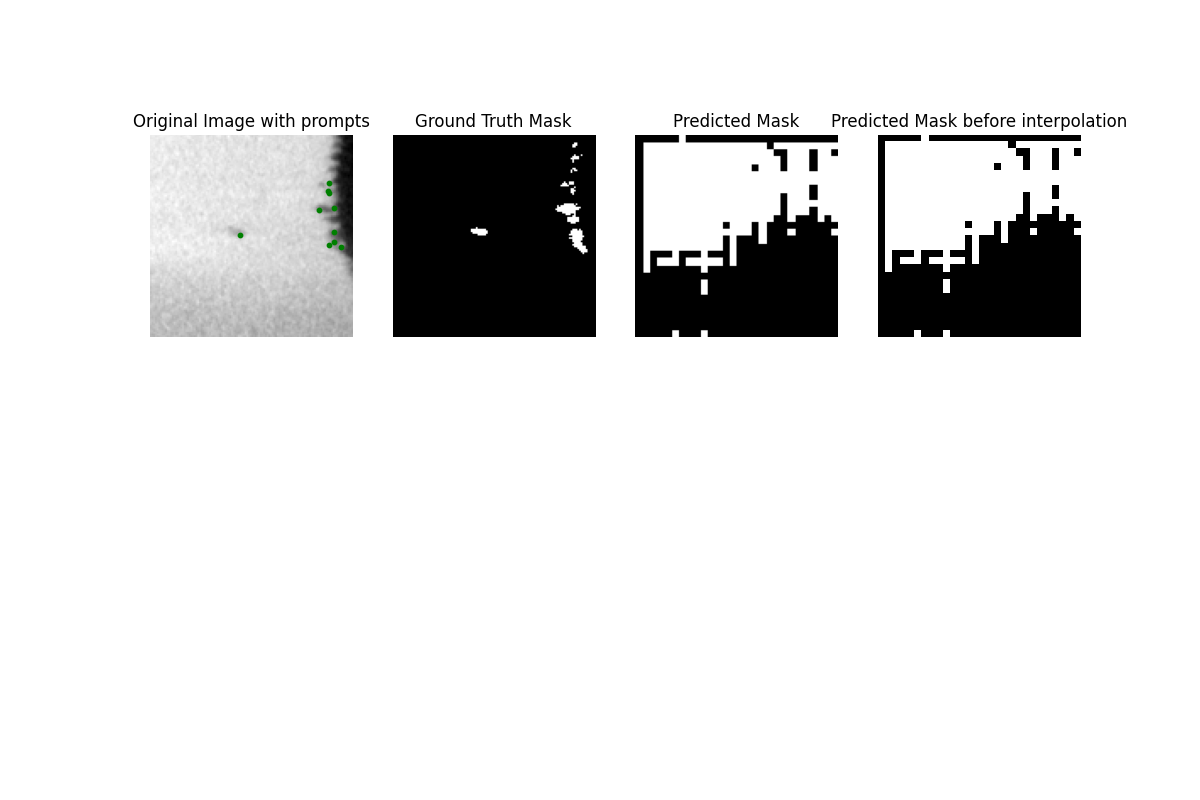 Original Image with prompts
Ground Truth Mask
Predicted Mask
Predicted Mask before interpolation